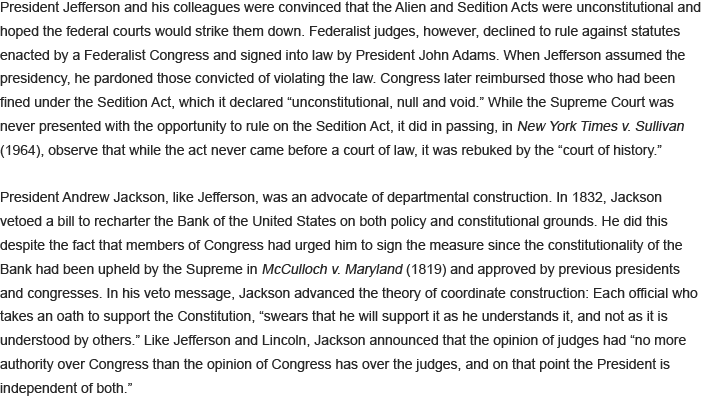 President Jefferson and his colleagues were convinced that the Alien and Sedition Acts were unconstitutional and
hoped the federal courts would strike them down. Federalist judges, however, declined to rule against statutes
enacted by a Federalist Congress and signed into law by President John Adams. When Jefferson assumed the
presidency, he pardoned those convicted of violating the law. Congress later reimbursed those who had been
fined under the Sedition Act, which it declared “unconstitutional, null and void.” While the Supreme Court was
never presented with the opportunity to rule on the Sedition Act, it did in passing, in New York Times v. Sullivan
(1964), observe that while the act never came before a court of law, it was rebuked by the “court of history.”
President Andrew Jackson, like Jefferson, was an advocate of departmental construction. In 1832, Jackson
vetoed a bill to recharter the Bank of the United States on both policy and constitutional grounds. He did this
despite the fact that members of Congress had urged him to sign the measure since the constitutionality of the
Bank had been upheld by the Supreme in McCulloch v. Maryland (1819) and approved by previous presidents
and congresses. In his veto message, Jackson advanced the theory of coordinate construction: Each official who
takes an oath to support the Constitution, “swears that he will support it as he understands it, and not as it is
understood by others.” Like Jefferson and Lincoln, Jackson announced that the opinion of judges had “no more
authority over Congress than the opinion of Congress has over the judges, and on that point the President is
independent of both.”